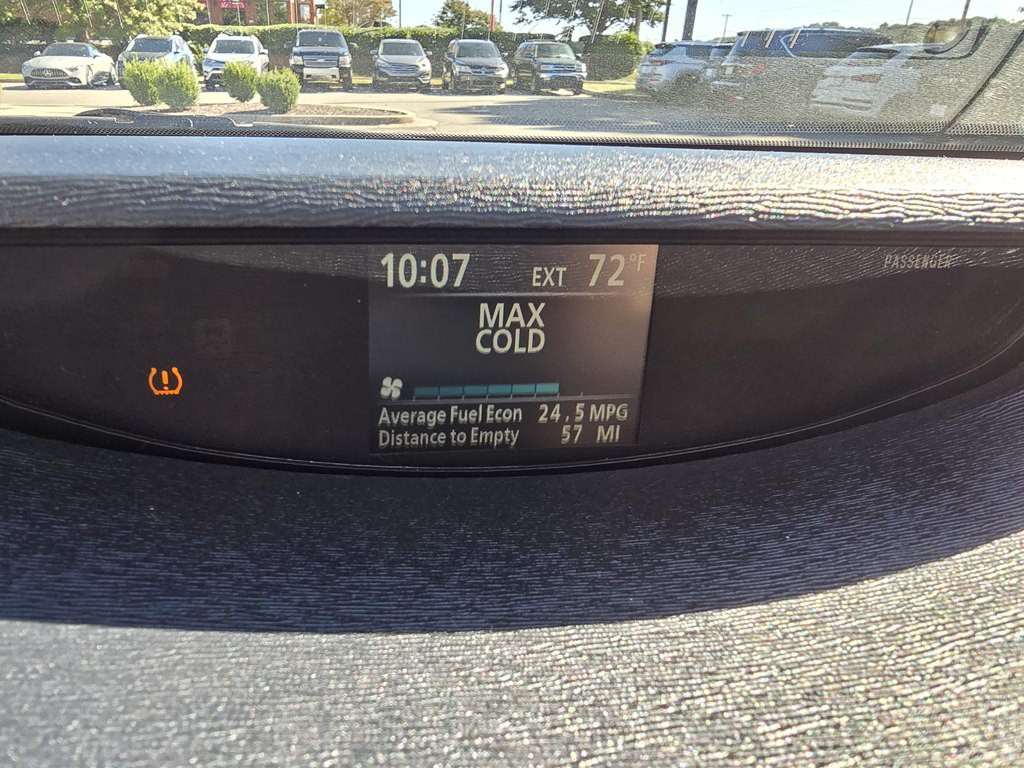 10:07 EXT 72°F
PASSENGER
MAX
COLD
Average Fuel Econ 24.5 MPG
Distance to Empty 57 MI